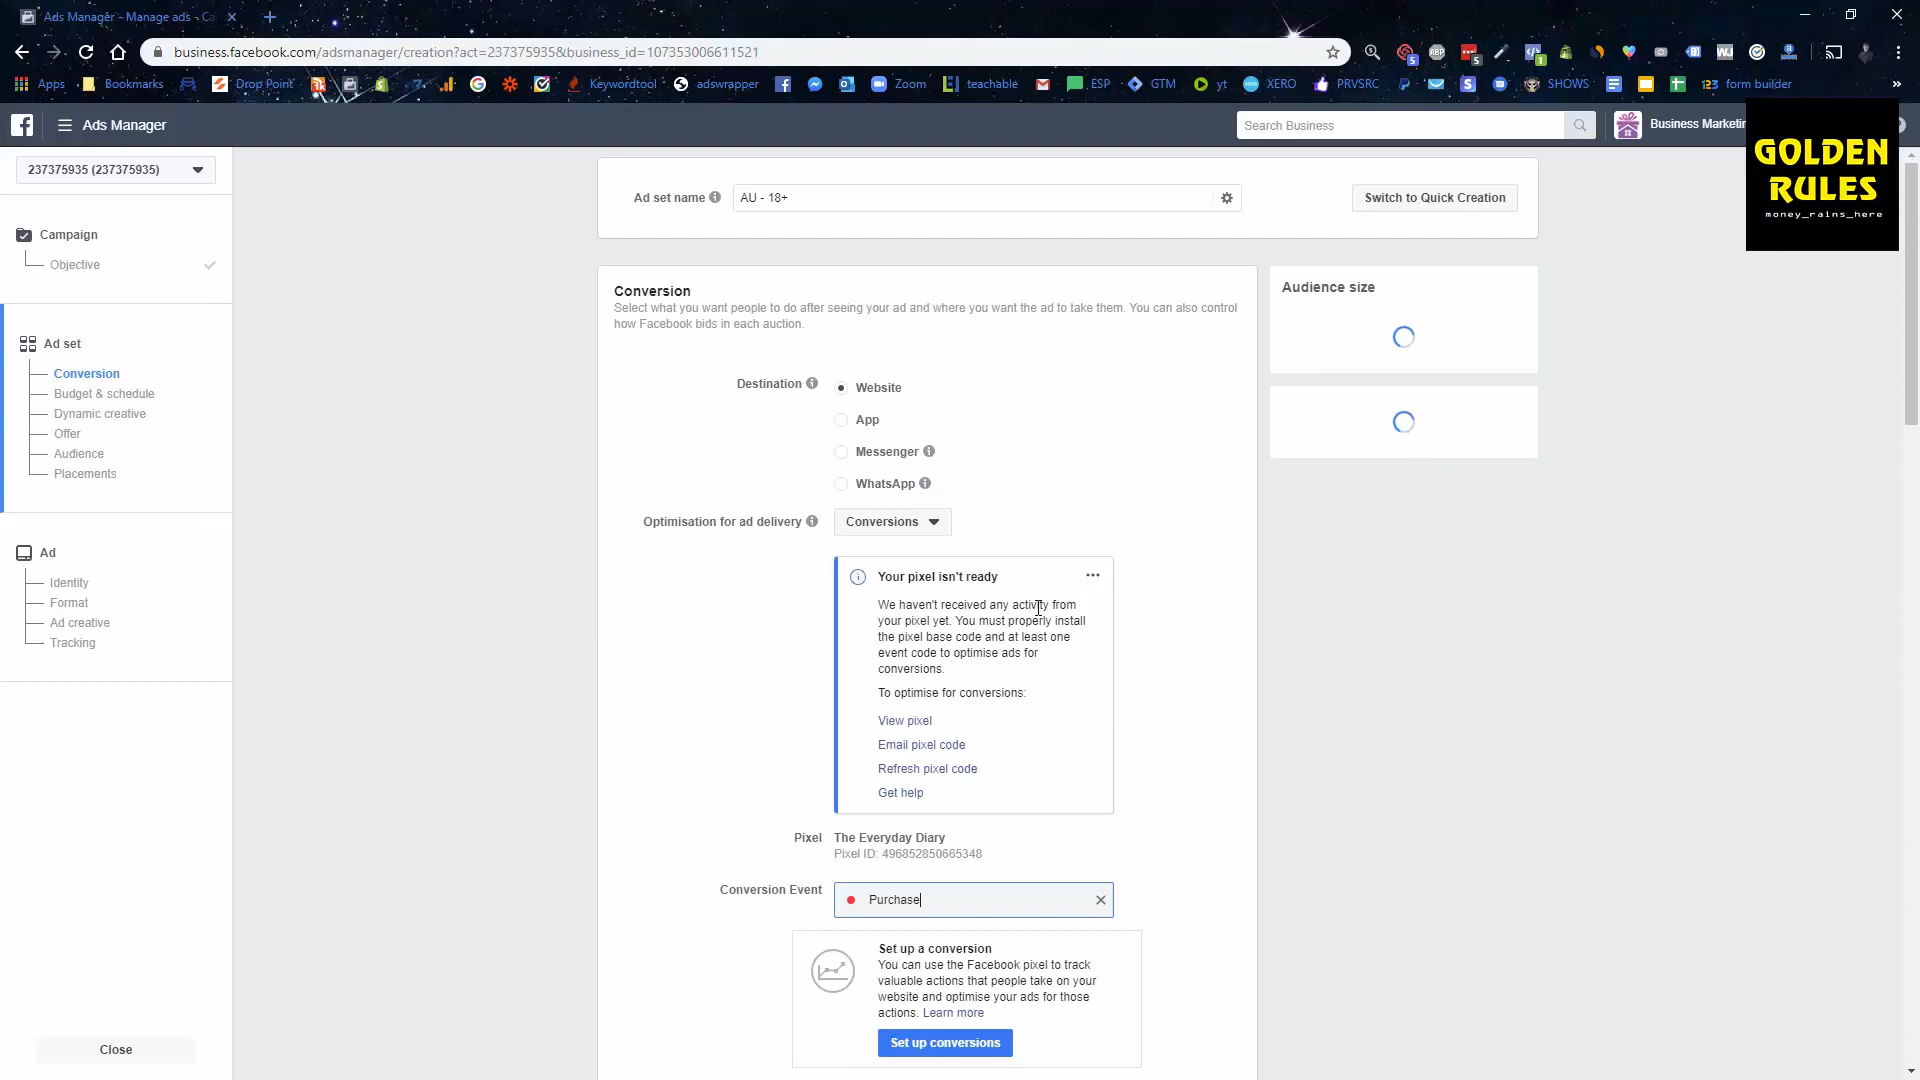 Ads Manager - Manage ads - Ca
business.facebook.com/adsmanager/creation?act=237375935&business_id=107353006611521
Apps
Bookmarks
Drop Point
Keywordtool
adswrapper
Zoom
teachable
ESP
GTM
yt
XERO
PRVSRC
SHOWS
123
form builder
»
Ads Manager
Search Business
Business Marketin
GOLDEN
RULES
money_rains_here
237375935 (237375935)
Campaign
Objective
Ad set
Conversion
Budget & schedule
Dynamic creative
Offer
Audience
Placements
Ad
Identity
Format
Ad creative
Tracking
Close
Ad set name
AU - 18+
Switch to Quick Creation
Conversion
Select what you want people to do after seeing your ad and where you want the ad to take them. You can also control
how Facebook bids in each auction.
Destination
Website
App
Messenger
WhatsApp
Optimisation for ad delivery
Conversions
Your pixel isn't ready
We haven't received any activity from
your pixel yet. You must properly install
the pixel base code and at least one
event code to optimise ads for
conversions.
To optimise for conversions:
View pixel
Email pixel code
Refresh pixel code
Get help
Pixel
The Everyday Diary
Pixel ID: 496852850665348
Conversion Event
Purchase
Set up a conversion
You can use the Facebook pixel to track
valuable actions that people take on your
website and optimise your ads for those
actions. Learn more
Set up conversions
Audience size